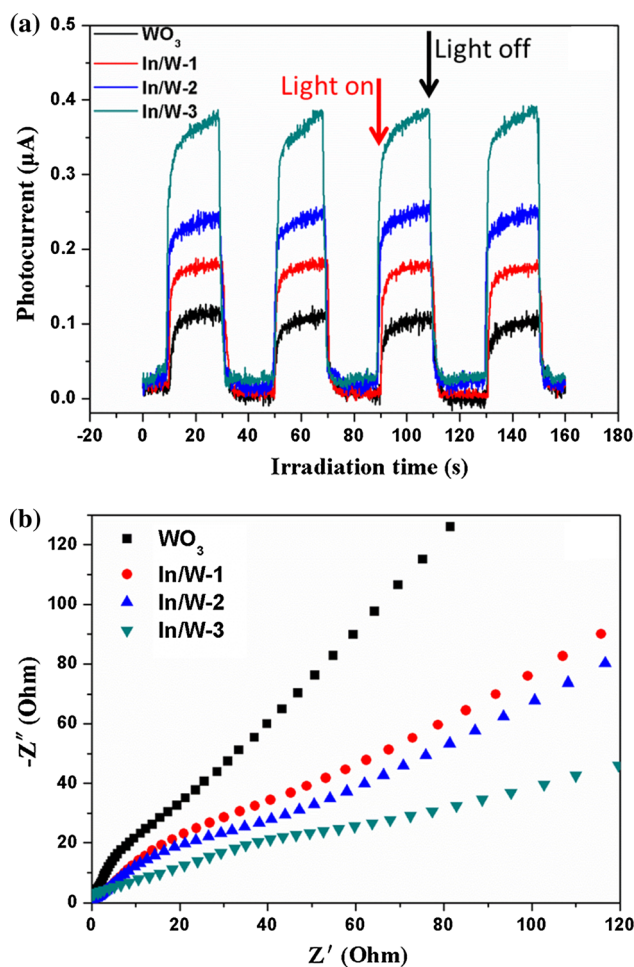 (a)
0.5
0.4
0.3
0.2
0.1
0.0
Photocurrent (µA)
WO3
In/W-1
In/W-2
In/W-3
Light on
Light off
-20 0 20 40 60 80 100 120 140 160 180
Irradiation time (s)
(b)
120
100
80
60
40
20
0
-Z″ (Ohm)
WO3
In/W-1
In/W-2
In/W-3
0 20 40 60 80 100 120
Z′ (Ohm)